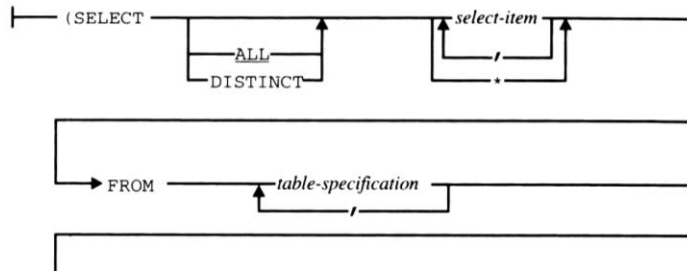 (SELECT select-item
ALL ,
DISTINCT *
FROM table-specification
,